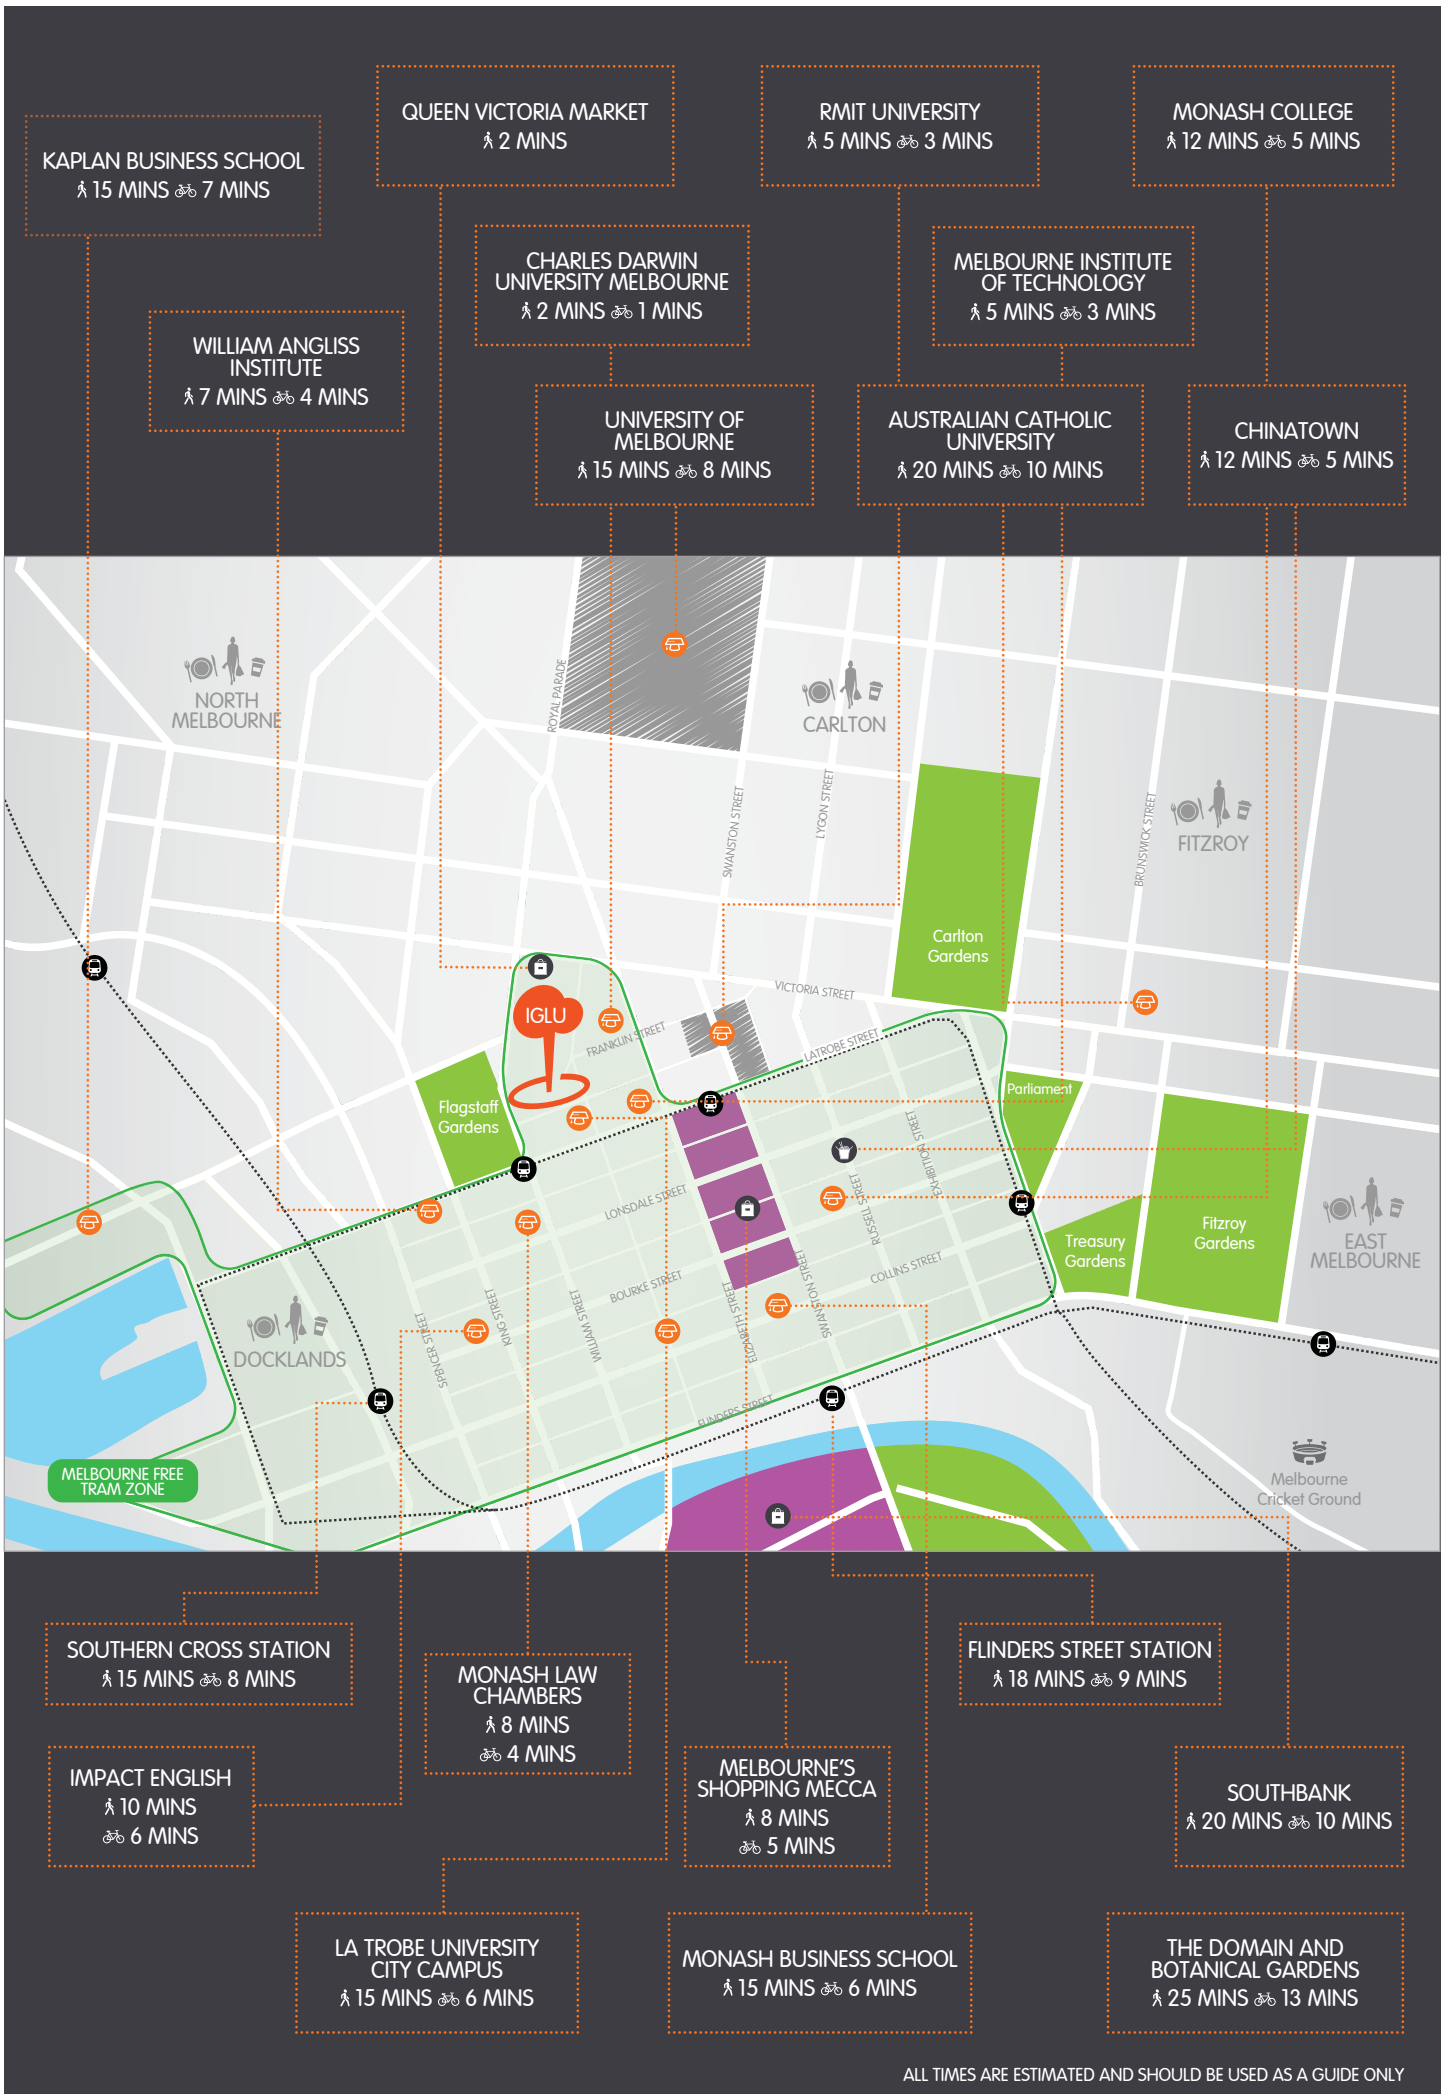 QUEEN VICTORIA MARKET
2 MINS
RMIT UNIVERSITY
5 MINS 3 MINS
MONASH COLLEGE
12 MINS 5 MINS
KAPLAN BUSINESS SCHOOL
15 MINS 7 MINS
CHARLES DARWIN
UNIVERSITY MELBOURNE
2 MINS 1 MINS
MELBOURNE INSTITUTE
OF TECHNOLOGY
5 MINS 3 MINS
WILLIAM ANGLISS
INSTITUTE
7 MINS 4 MINS
UNIVERSITY OF
MELBOURNE
15 MINS 8 MINS
AUSTRALIAN CATHOLIC
UNIVERSITY
20 MINS 10 MINS
CHINATOWN
12 MINS 5 MINS
NORTH
MELBOURNE
ROYAL PARADE
CARLTON
SWANSTON STREET
LYGON STREET
BRUNSWICK STREET
FITZROY
Carlton
Gardens
VICTORIA STREET
IGLU
FRANKLIN STREET
LATROBE STREET
Flagstaff
Gardens
Parliament
EXHIBITION STREET
LONSDALE STREET
RUSSELL STREET
Treasury
Gardens
Fitzroy
Gardens
EAST
MELBOURNE
COLLINS STREET
BOURKE STREET
SWANSTON STREET
ELIZABETH STREET
WILLIAM STREET
KING STREET
SPENCER STREET
DOCKLANDS
FLINDERS STREET
MELBOURNE FREE
TRAM ZONE
Melbourne
Cricket Ground
SOUTHERN CROSS STATION
15 MINS 8 MINS
MONASH LAW
CHAMBERS
8 MINS
4 MINS
FLINDERS STREET STATION
18 MINS 9 MINS
IMPACT ENGLISH
10 MINS
6 MINS
MELBOURNE'S
SHOPPING MECCA
8 MINS
5 MINS
SOUTHBANK
20 MINS 10 MINS
LA TROBE UNIVERSITY
CITY CAMPUS
15 MINS 6 MINS
MONASH BUSINESS SCHOOL
15 MINS 6 MINS
THE DOMAIN AND
BOTANICAL GARDENS
25 MINS 13 MINS
ALL TIMES ARE ESTIMATED AND SHOULD BE USED AS A GUIDE ONLY